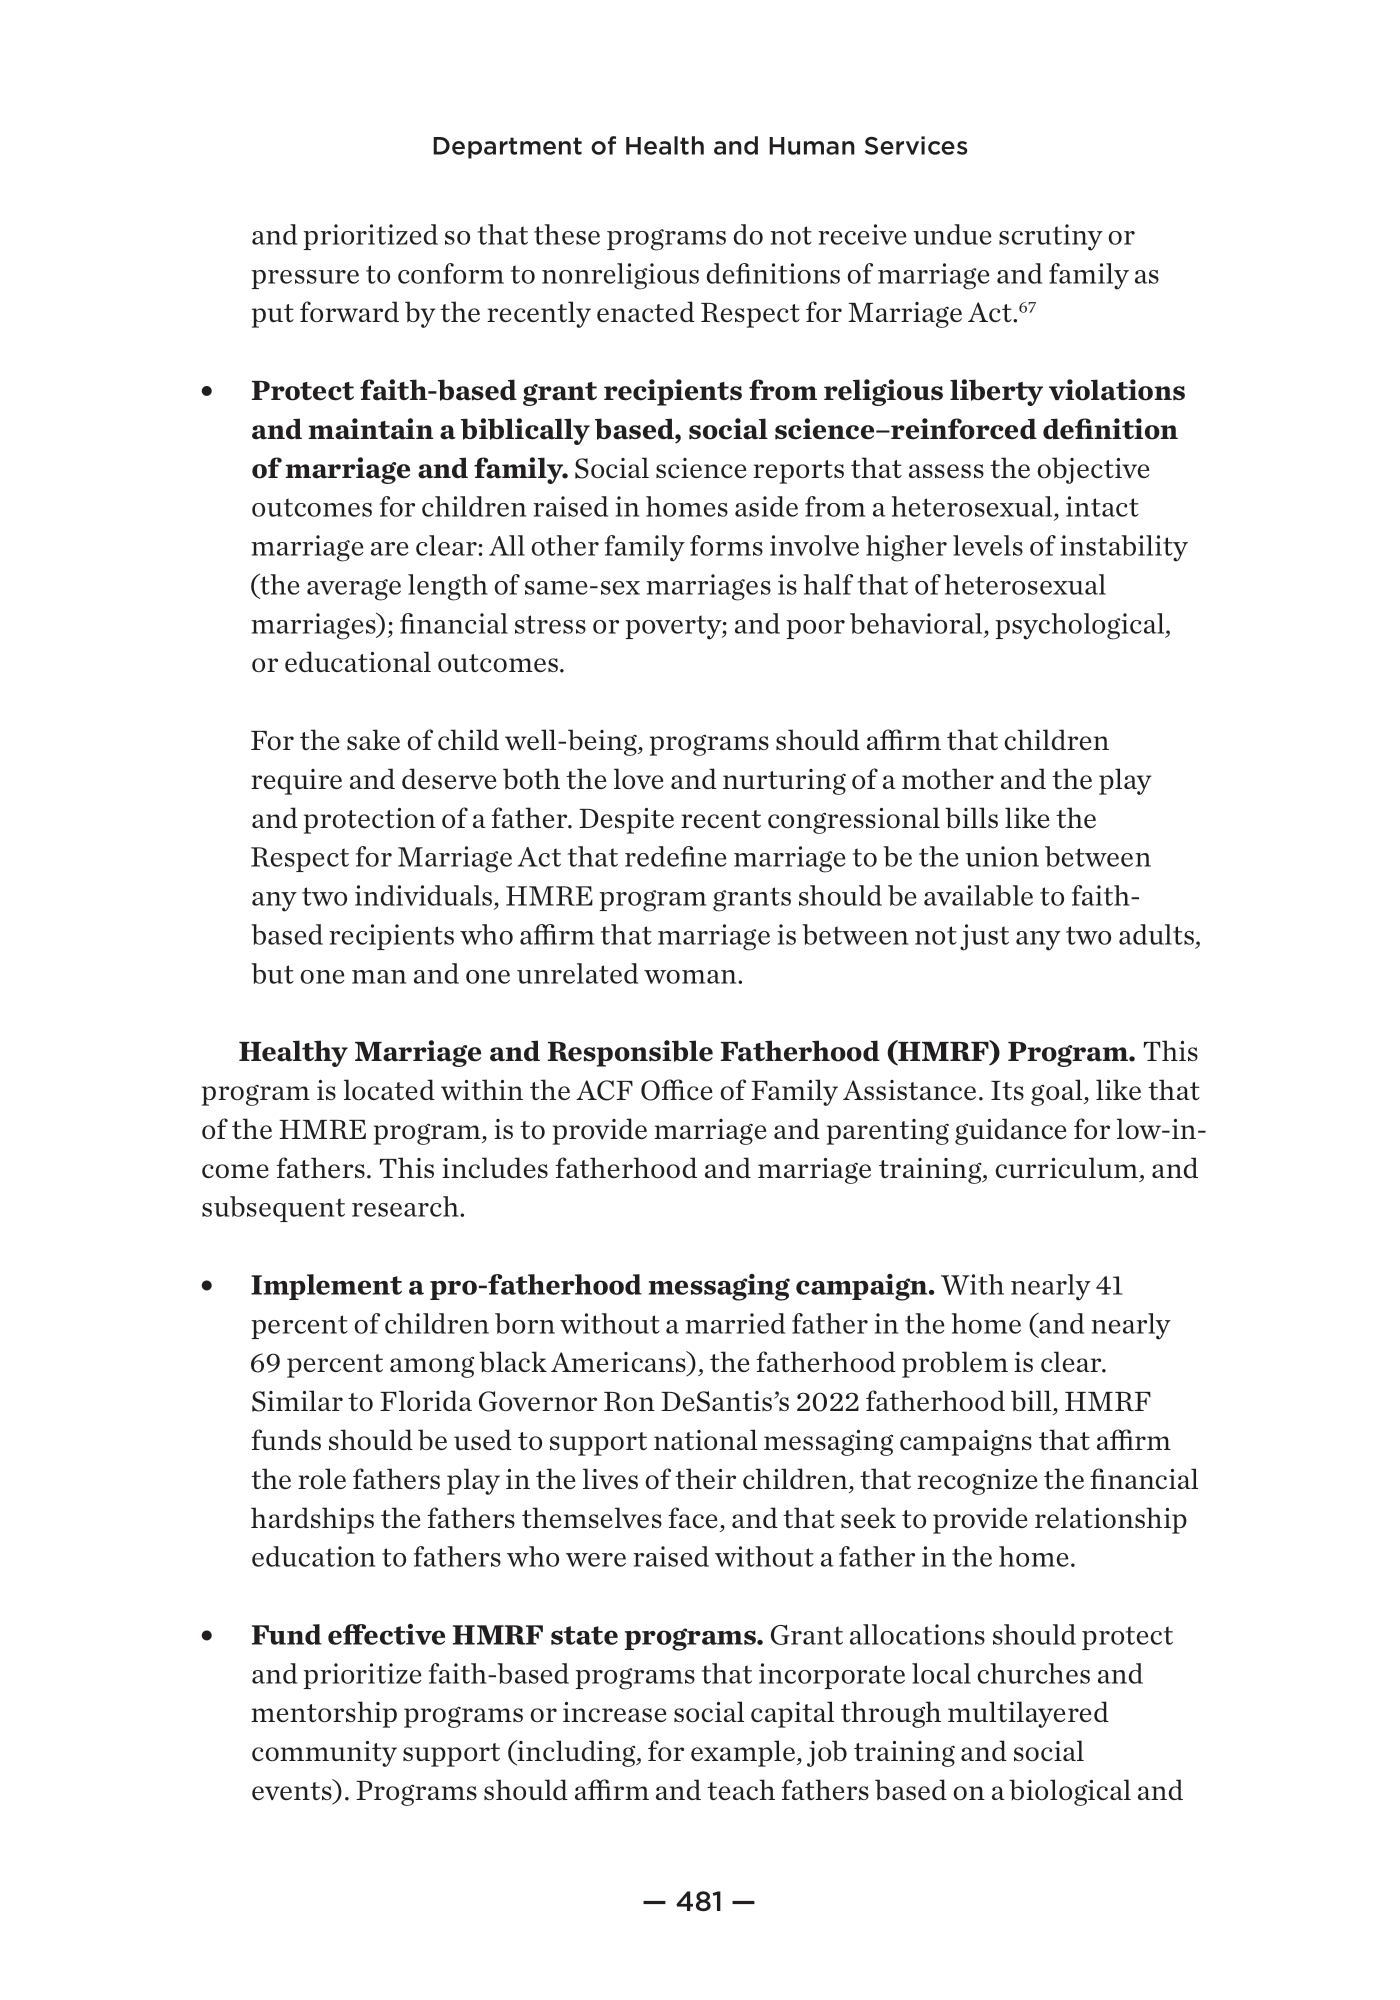 Department of Health and Human Services
and prioritized so that these programs do not receive undue scrutiny or
pressure to conform to nonreligious definitions of marriage and family as
put forward by the recently enacted Respect for Marriage Act.67
• Protect faith-based grant recipients from religious liberty violations
and maintain a biblically based, social science–reinforced definition
of marriage and family. Social science reports that assess the objective
outcomes for children raised in homes aside from a heterosexual, intact
marriage are clear: All other family forms involve higher levels of instability
(the average length of same-sex marriages is half that of heterosexual
marriages); financial stress or poverty; and poor behavioral, psychological,
or educational outcomes.
For the sake of child well-being, programs should affirm that children
require and deserve both the love and nurturing of a mother and the play
and protection of a father. Despite recent congressional bills like the
Respect for Marriage Act that redefine marriage to be the union between
any two individuals, HMRE program grants should be available to faith-
based recipients who affirm that marriage is between not just any two adults,
but one man and one unrelated woman.
Healthy Marriage and Responsible Fatherhood (HMRF) Program. This
program is located within the ACF Office of Family Assistance. Its goal, like that
of the HMRE program, is to provide marriage and parenting guidance for low-in-
come fathers. This includes fatherhood and marriage training, curriculum, and
subsequent research.
• Implement a pro-fatherhood messaging campaign. With nearly 41
percent of children born without a married father in the home (and nearly
69 percent among black Americans), the fatherhood problem is clear.
Similar to Florida Governor Ron DeSantis’s 2022 fatherhood bill, HMRF
funds should be used to support national messaging campaigns that affirm
the role fathers play in the lives of their children, that recognize the financial
hardships the fathers themselves face, and that seek to provide relationship
education to fathers who were raised without a father in the home.
• Fund effective HMRF state programs. Grant allocations should protect
and prioritize faith-based programs that incorporate local churches and
mentorship programs or increase social capital through multilayered
community support (including, for example, job training and social
events). Programs should affirm and teach fathers based on a biological and
— 481 —